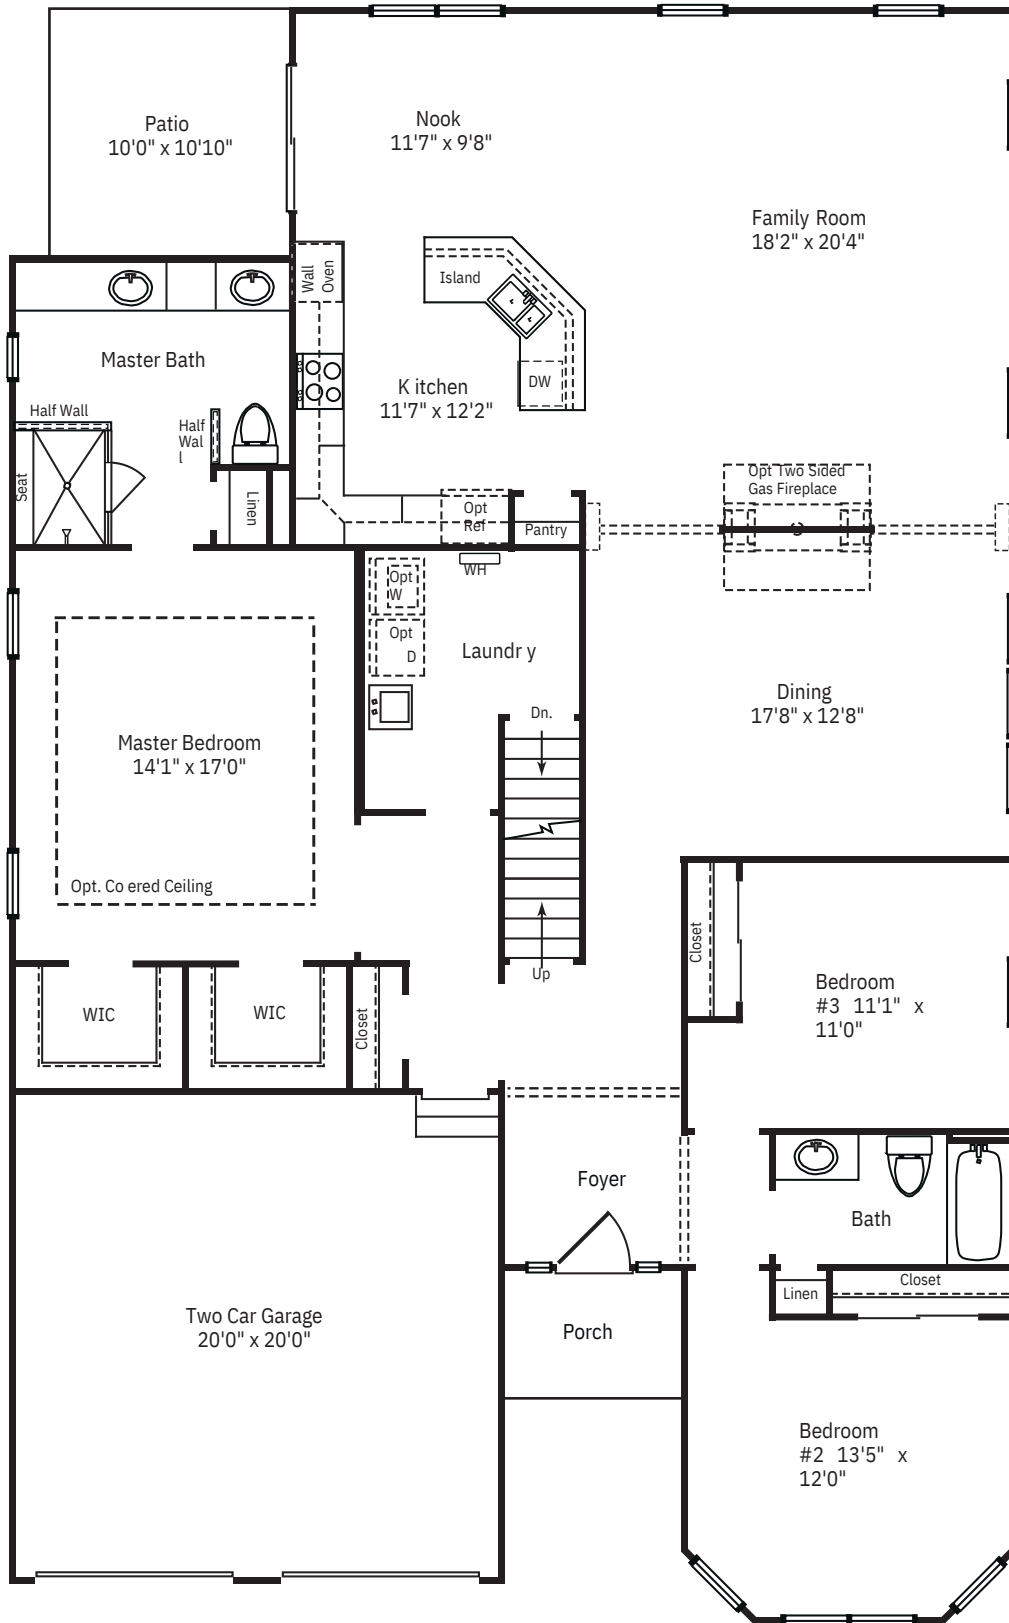 Patio
10'0" x 10'10"
Nook
11'7" x 9'8"
Family Room
18'2" x 20'4"
Wall
Oven
Island
Master Bath
DW
K itchen
11'7" x 12'2"
Half Wall
Half
Wal
l
Seat
Linen
Opt
Ref
Pantry
Opt Two Sided
Gas Fireplace
WH
Opt
W
Opt
D
Laundr y
Dining
17'8" x 12'8"
Dn.
Master Bedroom
14'1" x 17'0"
Opt. Co ered Ceiling
Up
Closet
Bedroom
#3 11'1" x
11'0"
WIC
WIC
Closet
Foyer
Bath
Linen
Closet
Two Car Garage
20'0" x 20'0"
Porch
Bedroom
#2 13'5" x
12'0"